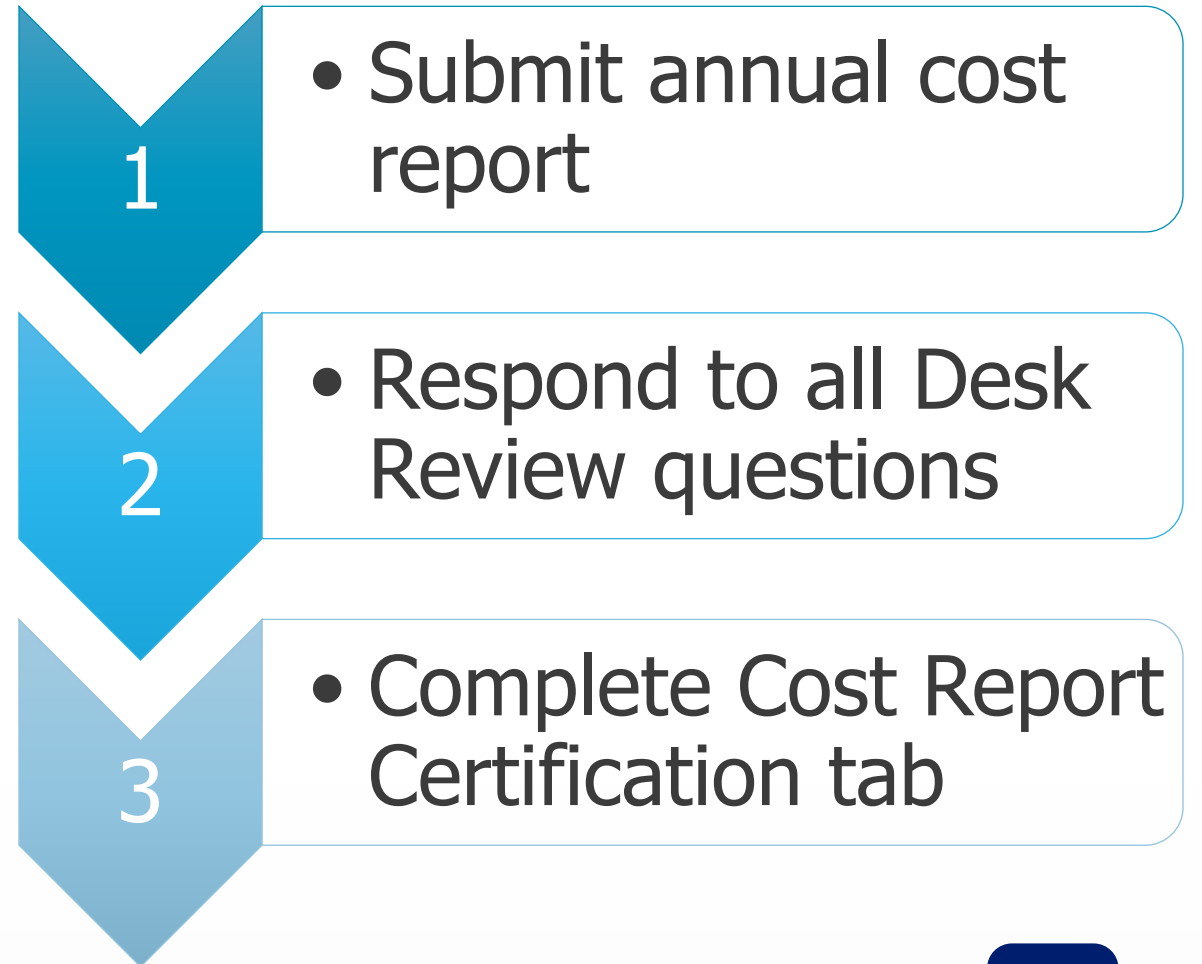 1
• Submit annual cost
report
2
• Respond to all Desk
Review questions
3
• Complete Cost Report
Certification tab